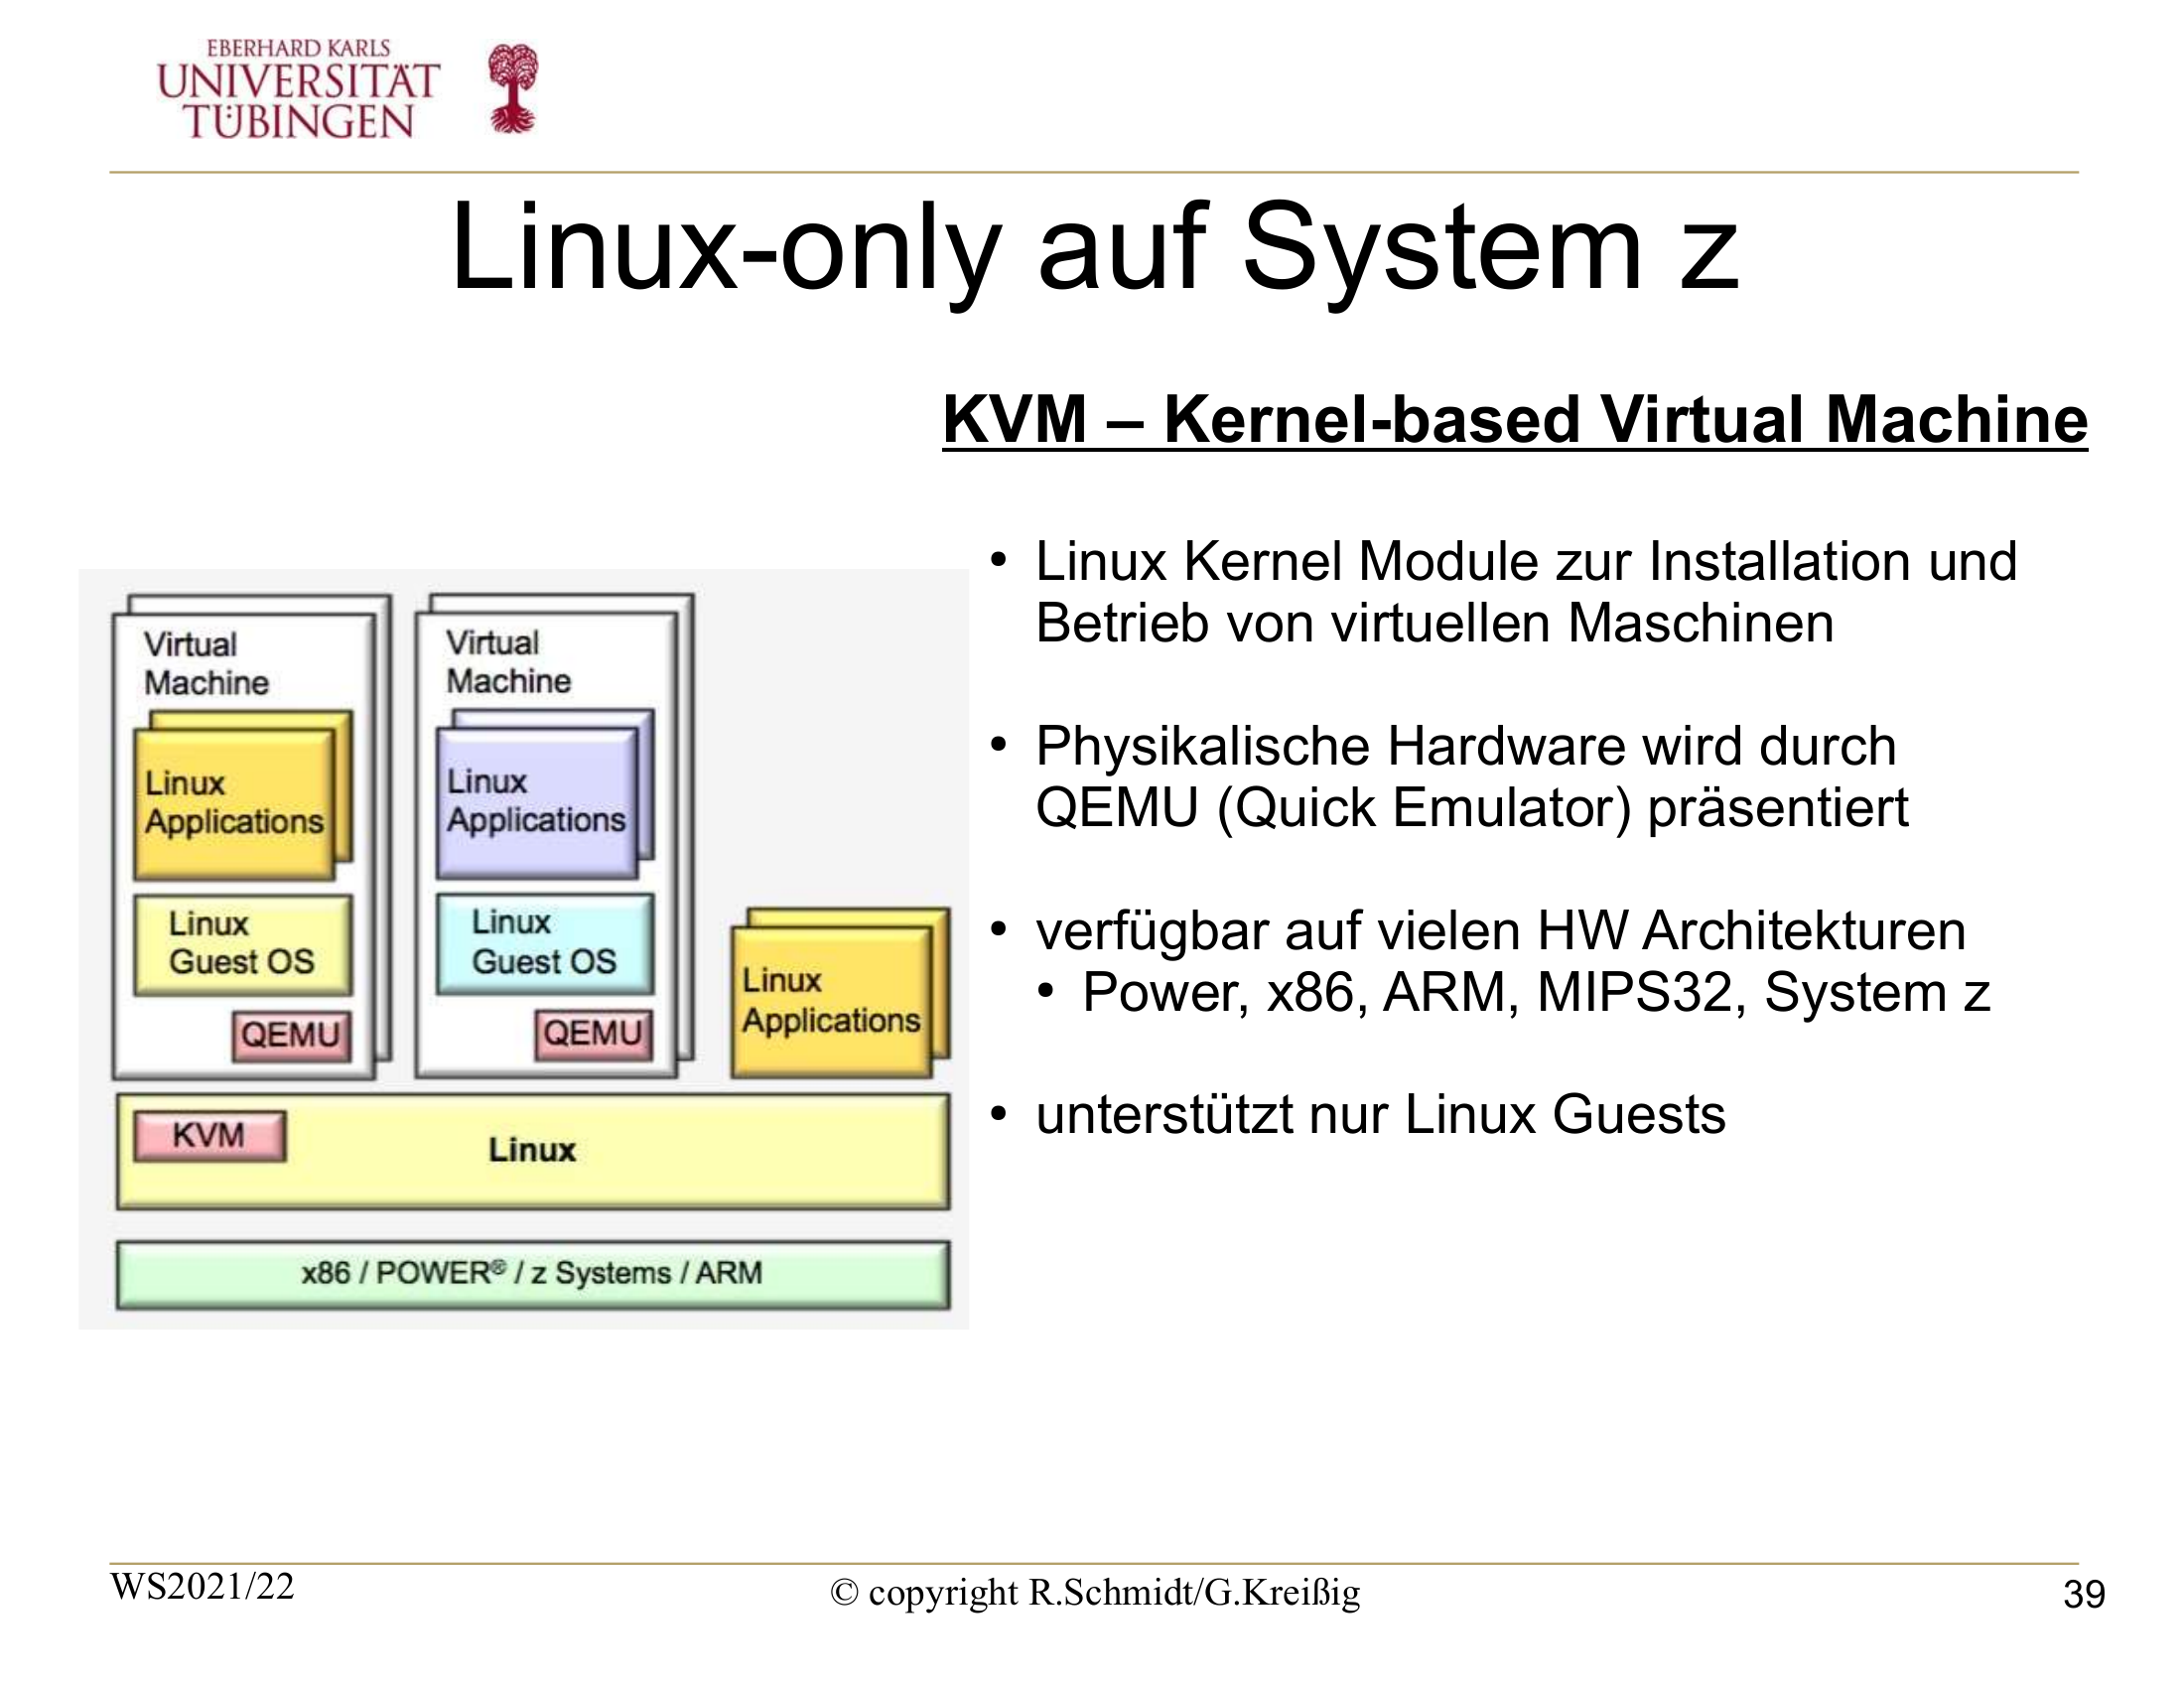 EBERHARD KARLS
UNIVERSITÄT
TÜBINGEN
Linux-only auf System z
KVM – Kernel-based Virtual Machine
• Linux Kernel Module zur Installation und
Betrieb von virtuellen Maschinen
• Physikalische Hardware wird durch
QEMU (Quick Emulator) präsentiert
• verfügbar auf vielen HW Architekturen
• Power, x86, ARM, MIPS32, System z
• unterstützt nur Linux Guests
Virtual
Machine
Linux
Applications
Linux
Guest OS
QEMU
Virtual
Machine
Linux
Applications
Linux
Guest OS
QEMU
Linux
Applications
KVM
Linux
x86 / POWER® / z Systems / ARM
WS2021/22
© copyright R.Schmidt/G.Kreißig
39